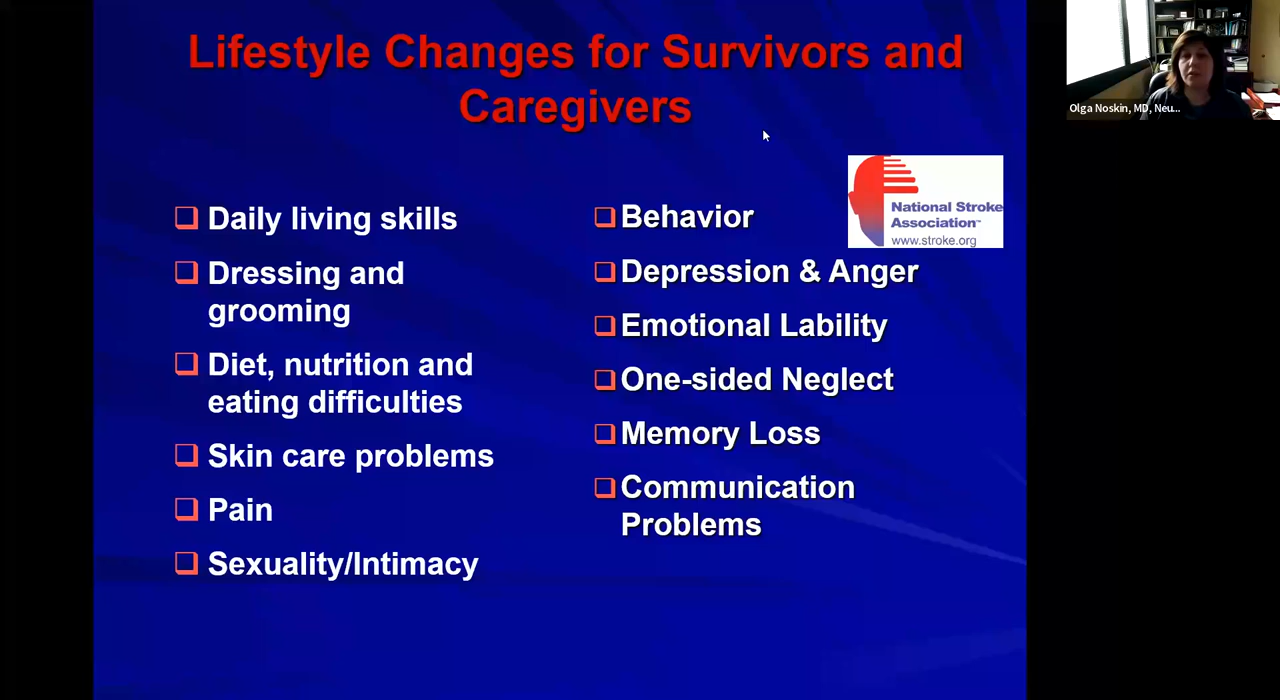 Lifestyle Changes for Survivors and
Caregivers
Daily living skills
Dressing and
grooming
Diet, nutrition and
eating difficulties
Skin care problems
Pain
Sexuality/Intimacy
Behavior
Depression & Anger
Emotional Lability
One-sided Neglect
Memory Loss
Communication
Problems
National Stroke
Association™
www.stroke.org
Olga Noskin, MD, Neu...